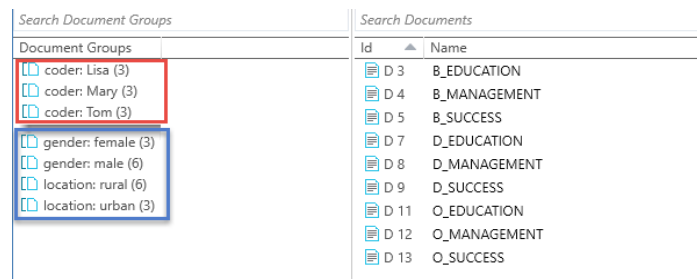 Search Document Groups
Document Groups
coder: Lisa (3)
coder: Mary (3)
coder: Tom (3)
gender: female (3)
gender: male (6)
location: rural (6)
location: urban (3)
Search Documents
Id Name
D 3 B_EDUCATION
D 4 B_MANAGEMENT
D 5 B_SUCCESS
D 7 D_EDUCATION
D 8 D_MANAGEMENT
D 9 D_SUCCESS
D 11 O_EDUCATION
D 12 O_MANAGEMENT
D 13 O_SUCCESS